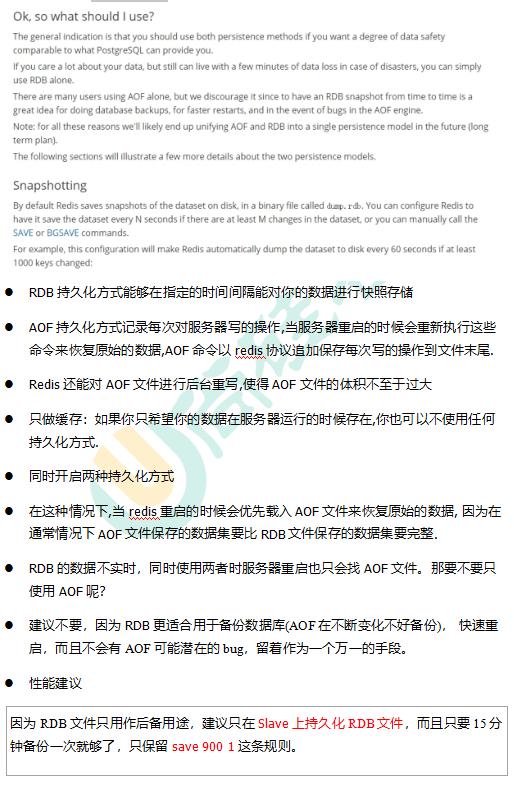 Ok, so what should I use?
The general indication is that you should use both persistence methods if you want a degree of data safety
comparable to what PostgreSQL can provide you.
If you care a lot about your data, but still can live with a few minutes of data loss in case of disasters, you can simply
use RDB alone.
There are many users using AOF alone, but we discourage it since to have an RDB snapshot from time to time is a
great idea for doing database backups, for faster restarts, and in the event of bugs in the AOF engine.
Note: for all these reasons we'll likely end up unifying AOF and RDB into a single persistence model in the future (long
term plan).
The following sections will illustrate a few more details about the two persistence models.
Snapshotting
By default Redis saves snapshots of the dataset on disk, in a binary file called dump.rdb. You can configure Redis to
have it save the dataset every N seconds if there are at least M changes in the dataset, or you can manually call the
SAVE or BGSAVE commands.
For example, this configuration will make Redis automatically dump the dataset to disk every 60 seconds if at least
1000 keys changed:
● RDB 持久化方式能够在指定的时间间隔能对你的数据进行快照存储
● AOF 持久化方式记录每次对服务器写的操作,当服务器重启的时候会重新执行这些
命令来恢复原始的数据,AOF 命令以 redis 协议追加保存每次写的操作到文件末尾.
● Redis 还能对 AOF 文件进行后台重写,使得 AOF 文件的体积不至于过大
● 只做缓存：如果你只希望你的数据在服务器运行的时候存在,你也可以不使用任何
持久化方式.
● 同时开启两种持久化方式
● 在这种情况下,当 redis 重启的时候会优先载入 AOF 文件来恢复原始的数据, 因为在
通常情况下 AOF 文件保存的数据集要比 RDB 文件保存的数据集要完整.
● RDB 的数据不实时，同时使用两者时服务器重启也只会找 AOF 文件。那要不要只
使用 AOF 呢？
● 建议不要，因为 RDB 更适合用于备份数据库(AOF 在不断变化不好备份)， 快速重
启，而且不会有 AOF 可能潜在的 bug，留着作为一个万一的手段。
● 性能建议
因为 RDB 文件只用作后备用途，建议只在 Slave 上持久化 RDB 文件，而且只要 15 分
钟备份一次就够了，只保留 save 900 1 这条规则。